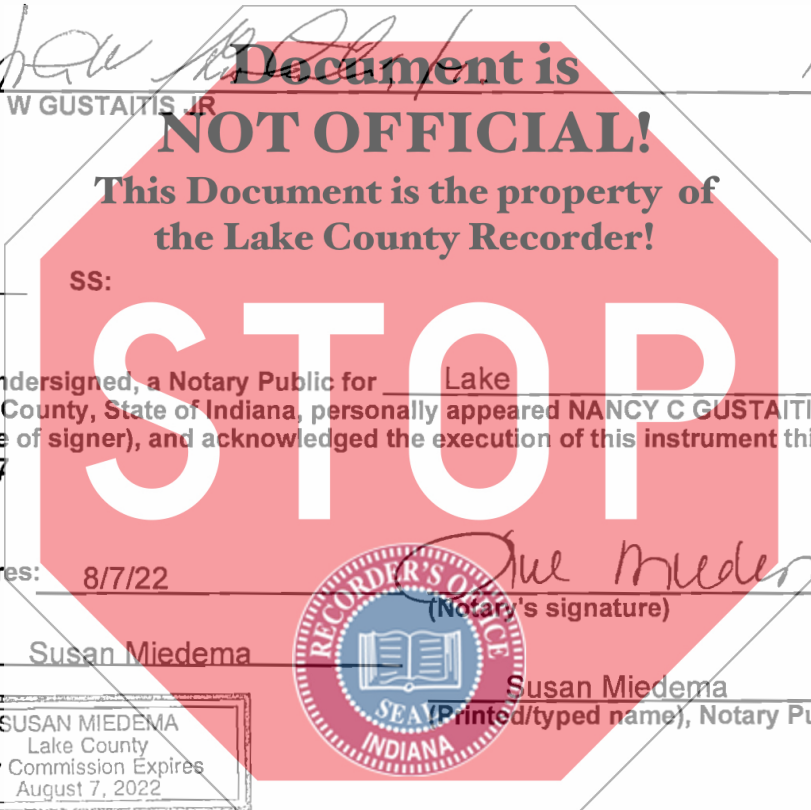 Document is
W GUSTAITIS JR
NOT OFFICIAL!
This Document is the property of
the Lake County Recorder!
SS:
STOP
ndersigned, a Notary Public for Lake
County, State of Indiana, personally appeared NANCY C GUSTAITI
e of signer), and acknowledged the execution of this instrument thi
7
es: 8/7/22
Sue Mieder
(Notary's signature)
RECORDER'S OFFICE
SEAL
INDIANA
Susan Miedema
Susan Miedema
(Printed/typed name), Notary Pu
SUSAN MIEDEMA
Lake County
Commission Expires
August 7, 2022